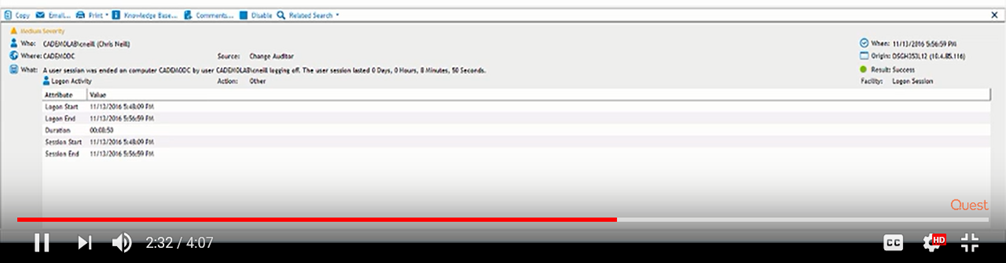 Copy Email... Print Knowledge Base... Comments... Disable Related Search
Medium Severity
Who: CADEMOLAB\cneill (Chris Neill) When: 11/13/2016 5:56:59 PM
Where: CADEMODC Source: Change Auditor Origin: DSGH353L12 (10.4.85.116)
What: A user session was ended on computer CADEMODC by user CADEMOLAB\cneill logging off. The user session lasted 0 Days, 0 Hours, 8 Minutes, 50 Seconds. Result: Success
Logon Activity Action: Other Facility: Logon Session
Attribute Value
Logon Start 11/13/2016 5:48:09 PM
Logon End 11/13/2016 5:56:59 PM
Duration 00:08:50
Session Start 11/13/2016 5:48:09 PM
Session End 11/13/2016 5:56:59 PM
Quest
2:32 / 4:07 CC HD